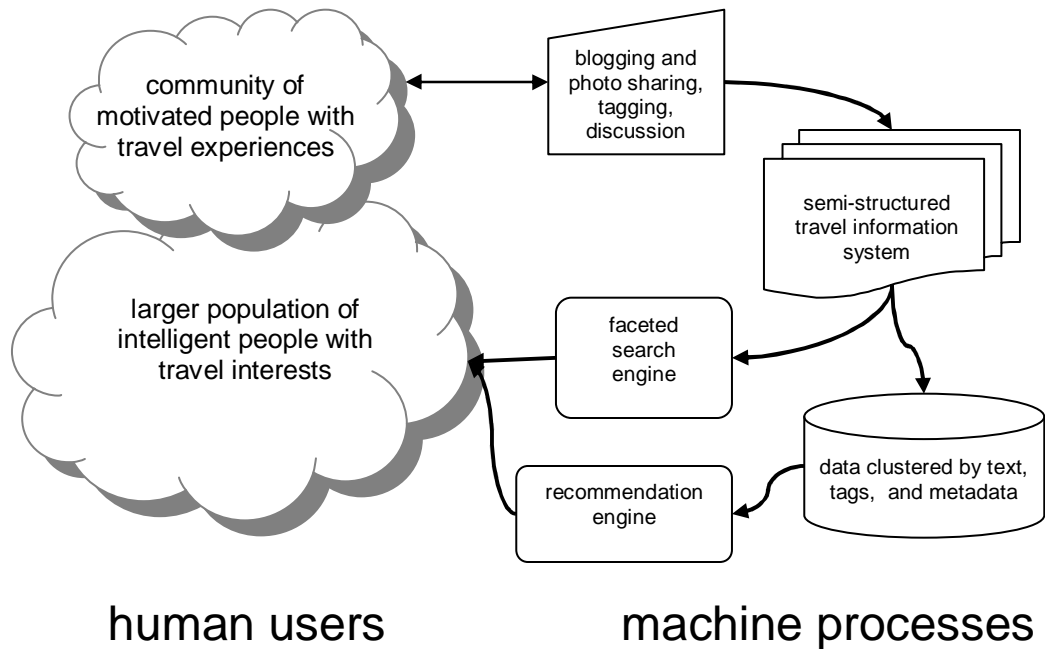 community of
motivated people with
travel experiences
blogging and
photo sharing,
tagging,
discussion
semi-structured
travel information
system
larger population of
intelligent people with
travel interests
faceted
search
engine
data clustered by text,
tags, and metadata
recommendation
engine
human users
machine processes